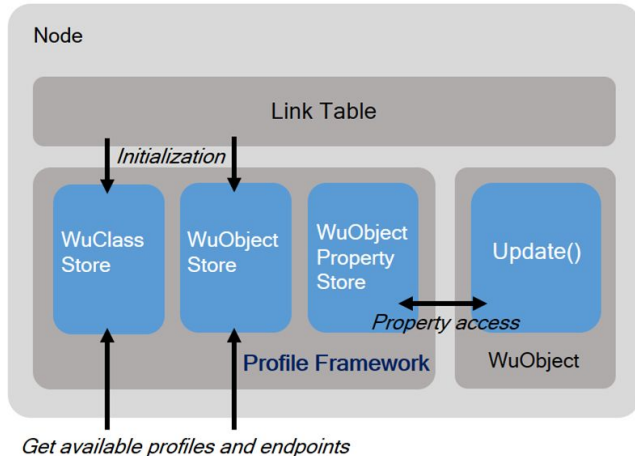 Node
Link Table
Initialization
WuClass
Store
WuObject
Store
WuObject
Property
Store
Update()
Property access
Profile Framework
WuObject
Get available profiles and endpoints